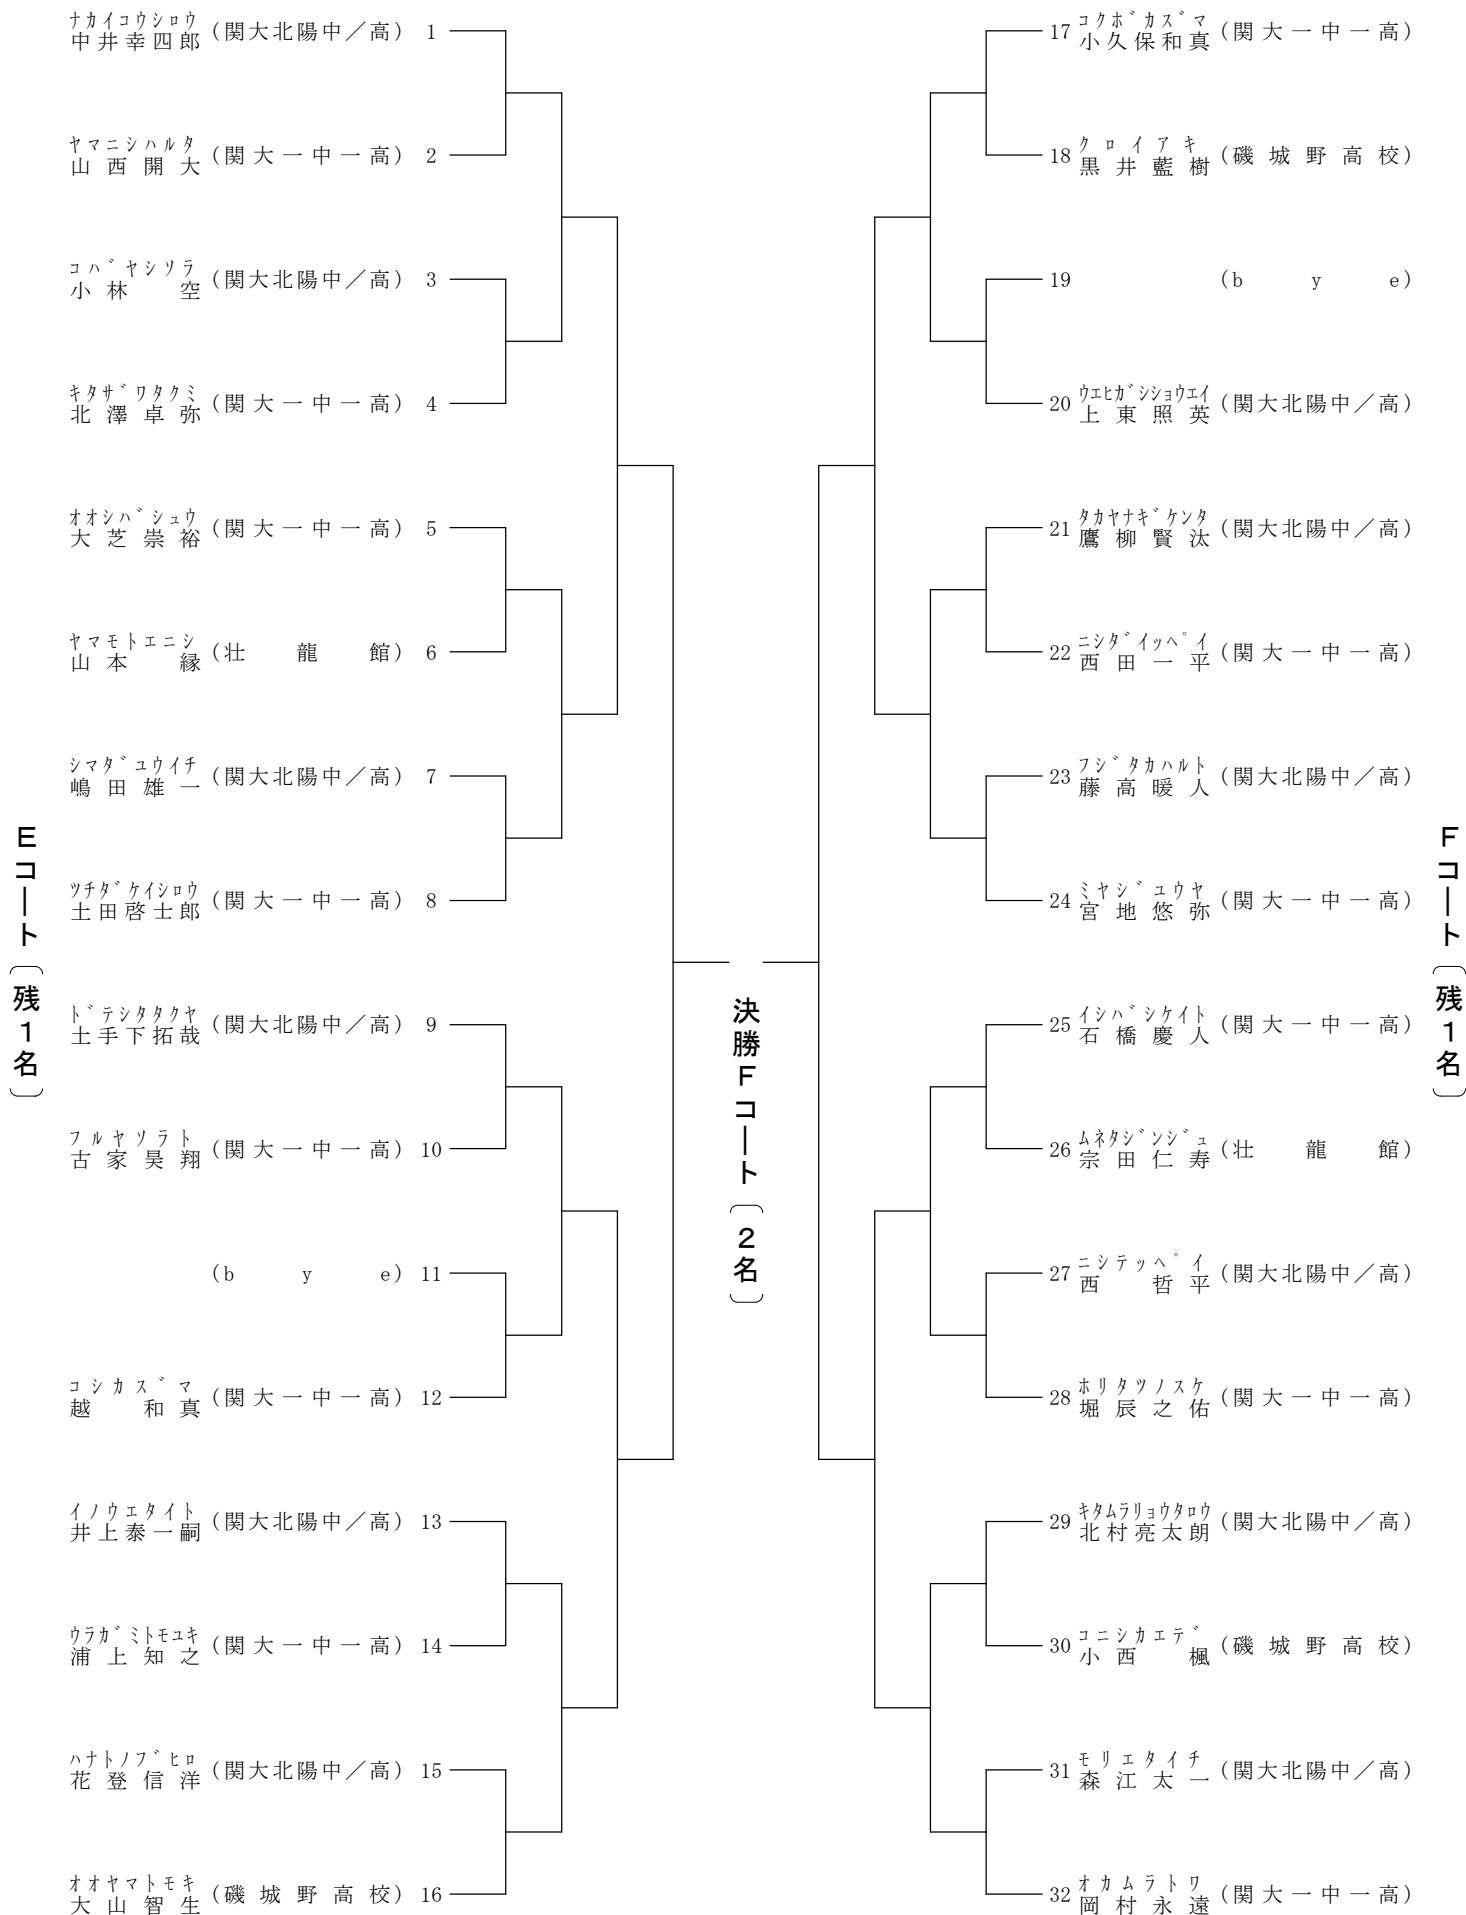 ナカイコウシロウ
中井幸四郎 (関大北陽中／高) 1
ヤマニシハルタ
山西開大 (関大一中一高) 2
コバヤシソラ
小林 空 (関大北陽中／高) 3
キタザワタクミ
北澤卓弥 (関大一中一高) 4
オオシバシュウ
大芝崇裕 (関大一中一高) 5
ヤマモトエニシ
山本 縁 (壮龍館) 6
シマダユウイチ
嶋田雄一 (関大北陽中／高) 7
ツチダケイシロウ
土田啓士郎 (関大一中一高) 8
ドテシタタクヤ
土手下拓哉 (関大北陽中／高) 9
フルヤソラト
古家昊翔 (関大一中一高) 10
(bye) 11
コシカズマ
越 和真 (関大一中一高) 12
イノウエタイト
井上泰一嗣 (関大北陽中／高) 13
ウラガミトモユキ
浦上知之 (関大一中一高) 14
ハナトノブヒロ
花登信洋 (関大北陽中／高) 15
オオヤマトモキ
大山智生 (磯城野高校) 16
Eコート〔残1名〕
決勝Fコート〔2名〕
コクボカズマ
17 小久保和真 (関大一中一高)
クロイアキ
18 黒井藍樹 (磯城野高校)
19 (bye)
ウエヒガシショウエイ
20 上東照英 (関大北陽中／高)
タカヤナギケンタ
21 鷹柳賢汰 (関大北陽中／高)
ニシダイッペイ
22 西田一平 (関大一中一高)
フジタカハルト
23 藤高暖人 (関大北陽中／高)
ミヤジユウヤ
24 宮地悠弥 (関大一中一高)
イシバシケイト
25 石橋慶人 (関大一中一高)
ムネタジンジュ
26 宗田仁寿 (壮龍館)
ニシテッペイ
27 西 哲平 (関大北陽中／高)
ホリタツノスケ
28 堀辰之佑 (関大一中一高)
キタムラリョウタロウ
29 北村亮太朗 (関大北陽中／高)
コニシカエデ
30 小西 楓 (磯城野高校)
モリエタイチ
31 森江太一 (関大北陽中／高)
オカムラトワ
32 岡村永遠 (関大一中一高)
Fコート〔残1名〕